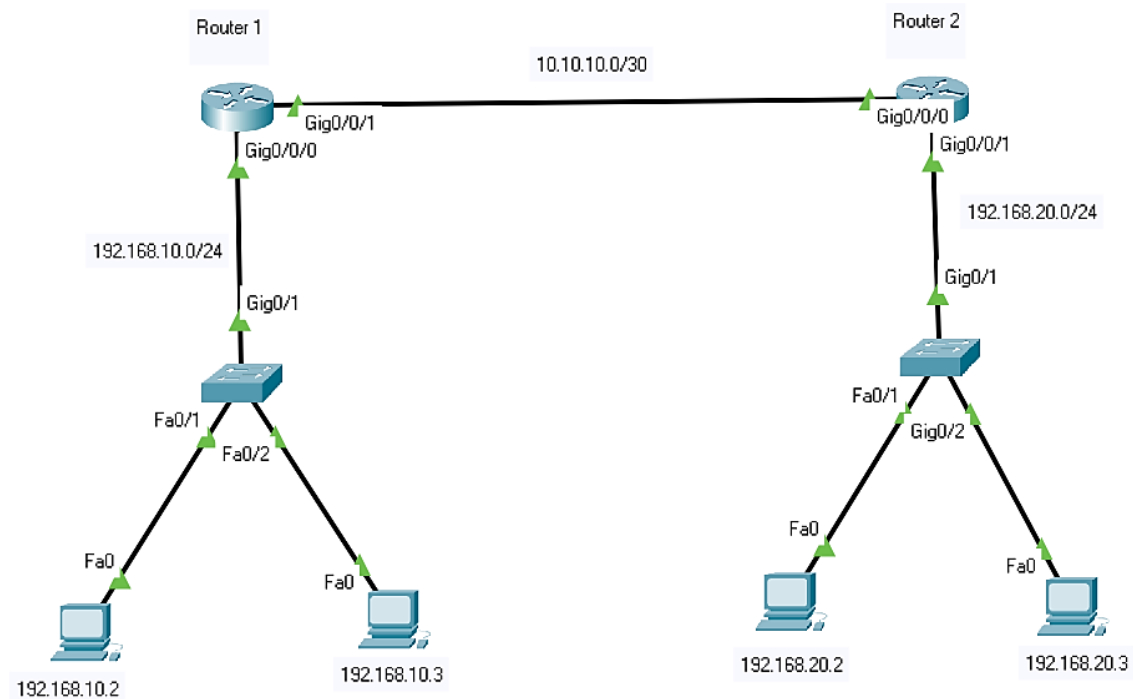 Router 1
Router 2
10.10.10.0/30
Gig0/0/1
Gig0/0/0
Gig0/0/0
Gig0/0/1
192.168.10.0/24
192.168.20.0/24
Gig0/1
Gig0/1
Fa0/1
Fa0/2
Fa0/1
Gig0/2
Fa0
Fa0
Fa0
Fa0
192.168.10.2
192.168.10.3
192.168.20.2
192.168.20.3